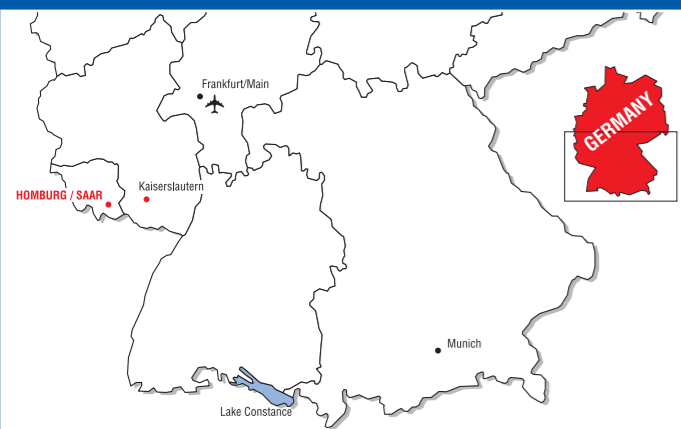 Frankfurt/Main
GERMANY
Kaiserslautern
HOMBURG / SAAR
Munich
Lake Constance